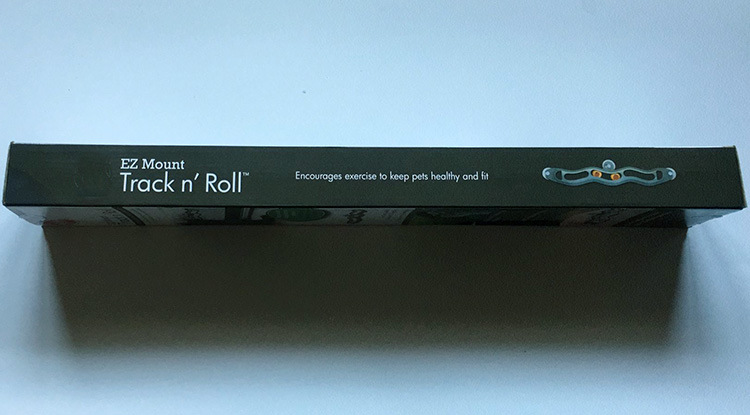 EZ Mount
Track n' Roll™
Encourages exercise to keep pets healthy and fit